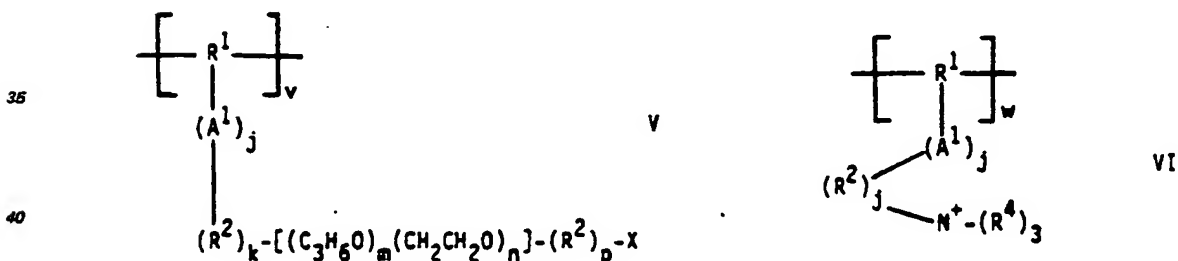 R¹ v
R¹ w
35
(A¹)j V
(A¹)j VI
(R²)j
40
N⁺-(R⁴)₃
(R²)k-[(C₃H₆O)m(CH₂CH₂O)n]-(R²)p-X